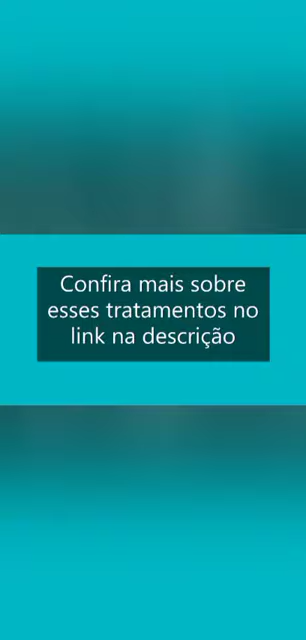 Confira mais sobre
esses tratamentos no
link na descrição